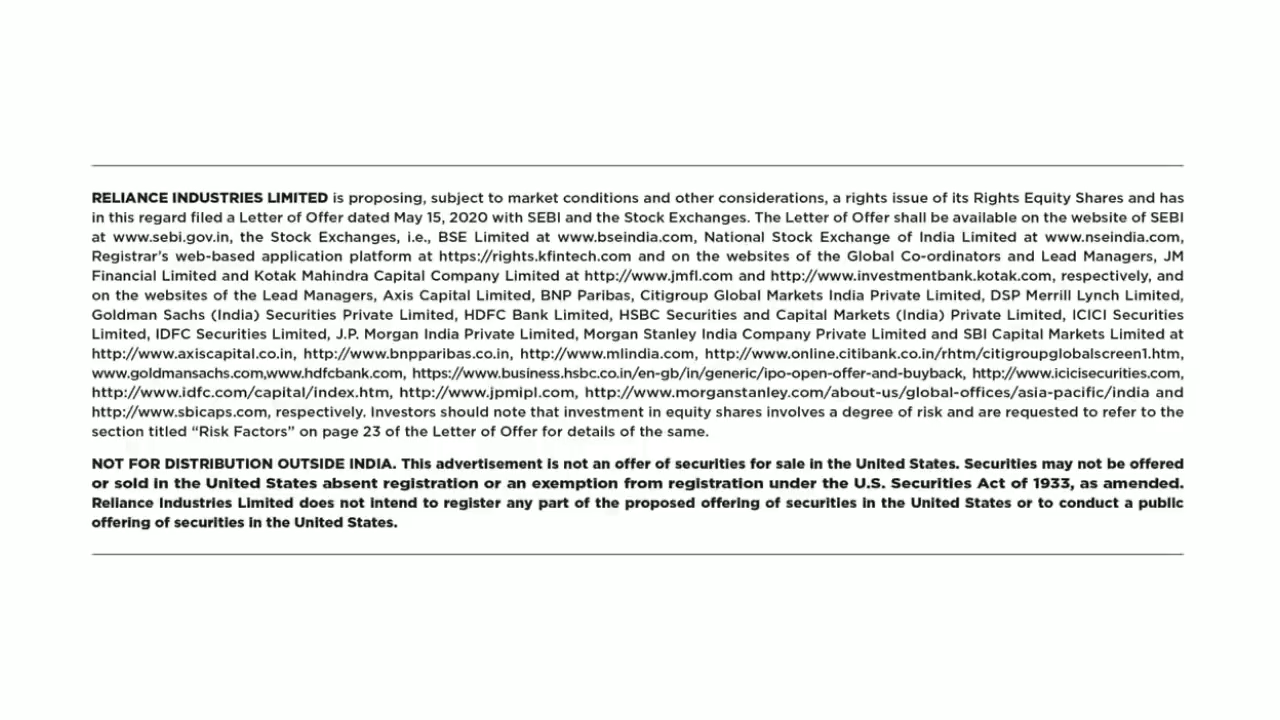 RELIANCE INDUSTRIES LIMITED is proposing, subject to market conditions and other considerations, a rights issue of its Rights Equity Shares and has
in this regard filed a Letter of Offer dated May 15, 2020 with SEBI and the Stock Exchanges. The Letter of Offer shall be available on the website of SEBI
at www.sebi.gov.in, the Stock Exchanges, i.e., BSE Limited at www.bseindia.com, National Stock Exchange of India Limited at www.nseindia.com,
Registrar's web-based application platform at https://rights.kfintech.com and on the websites of the Global Co-ordinators and Lead Managers, JM
Financial Limited and Kotak Mahindra Capital Company Limited at http://www.jmfl.com and http://www.investmentbank.kotak.com, respectively, and
on the websites of the Lead Managers, Axis Capital Limited, BNP Paribas, Citigroup Global Markets India Private Limited, DSP Merrill Lynch Limited,
Goldman Sachs (India) Securities Private Limited, HDFC Bank Limited, HSBC Securities and Capital Markets (India) Private Limited, ICICI Securities
Limited, IDFC Securities Limited, J.P. Morgan India Private Limited, Morgan Stanley India Company Private Limited and SBI Capital Markets Limited at
http://www.axiscapital.co.in, http://www.bnpparibas.co.in, http://www.mlindia.com, http://www.online.citibank.co.in/rhtm/citigroupglobalscreen1.htm,
www.goldmansachs.com,www.hdfcbank.com, https://www.business.hsbc.co.in/en-gb/in/generic/ipo-open-offer-and-buyback, http://www.icicisecurities.com,
http://www.idfc.com/capital/index.htm, http://www.jpmipl.com, http://www.morganstanley.com/about-us/global-offices/asia-pacific/india and
http://www.sbicaps.com, respectively. Investors should note that investment in equity shares involves a degree of risk and are requested to refer to the
section titled “Risk Factors” on page 23 of the Letter of Offer for details of the same.
NOT FOR DISTRIBUTION OUTSIDE INDIA. This advertisement is not an offer of securities for sale in the United States. Securities may not be offered
or sold in the United States absent registration or an exemption from registration under the U.S. Securities Act of 1933, as amended.
Reliance Industries Limited does not intend to register any part of the proposed offering of securities in the United States or to conduct a public
offering of securities in the United States.